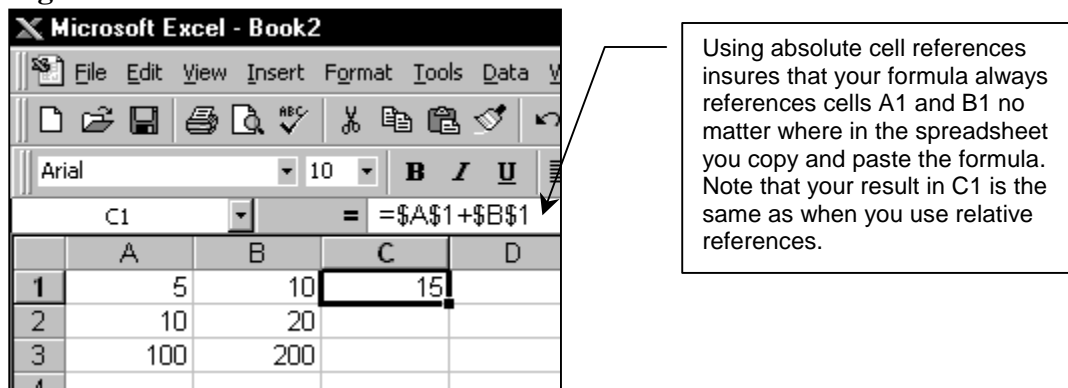 Microsoft Excel - Book2
File Edit View Insert Format Tools Data
ABC
Arial 10 B I U
C1 = =$A$1+$B$1
A B C D
1 5 10 15
2 10 20
3 100 200
Using absolute cell references
insures that your formula always
references cells A1 and B1 no
matter where in the spreadsheet
you copy and paste the formula.
Note that your result in C1 is the
same as when you use relative
references.